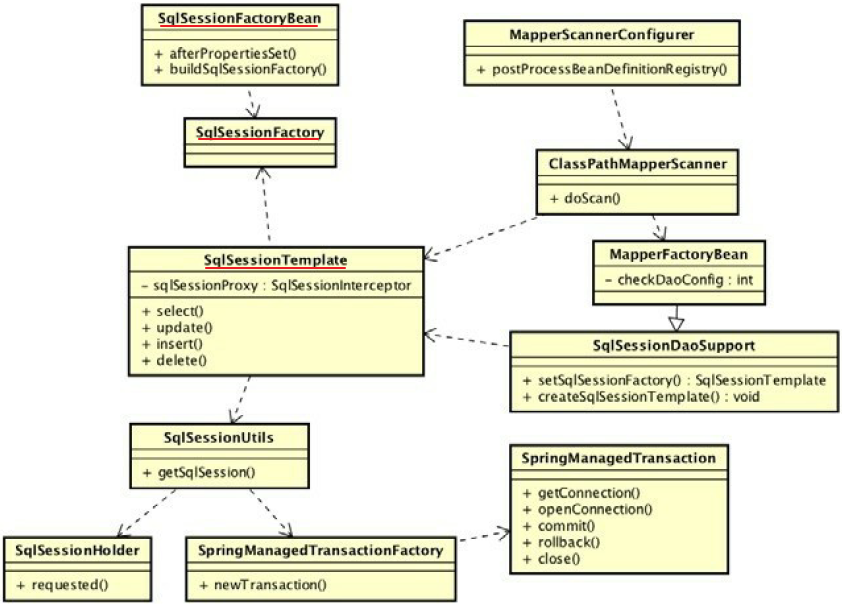 SqlSessionFactoryBean
+ afterPropertiesSet()
+ buildSqlSessionFactory()
MapperScannerConfigurer
+ postProcessBeanDefinitionRegistry()
SqlSessionFactory
ClassPathMapperScanner
+ doScan()
SqlSessionTemplate
- sqlSessionProxy : SqlSessionInterceptor
+ select()
+ update()
+ insert()
+ delete()
MapperFactoryBean
- checkDaoConfig : int
SqlSessionDaoSupport
+ setSqlSessionFactory() : SqlSessionTemplate
+ createSqlSessionTemplate() : void
SqlSessionUtils
+ getSqlSession()
SpringManagedTransaction
+ getConnection()
+ openConnection()
+ commit()
+ rollback()
+ close()
SqlSessionHolder
+ requested()
SpringManagedTransactionFactory
+ newTransaction()